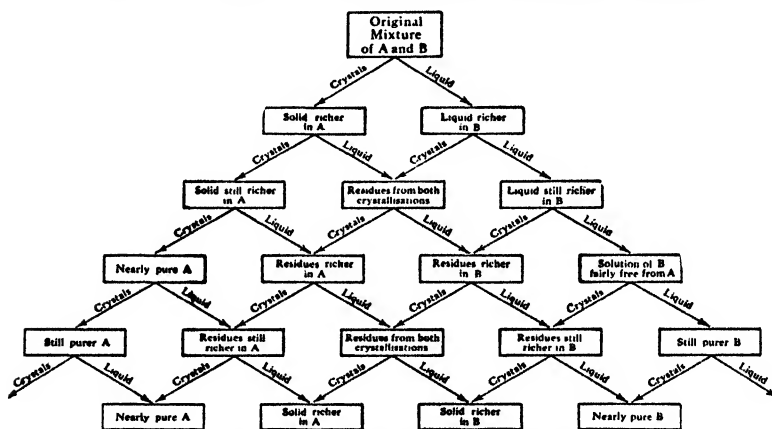 Original
Mixture
of A and B
Crystals
Liquid
Solid richer
in A
Liquid richer
in B
Crystals
Liquid
Crystals
Liquid
Solid still richer
in A
Residues from both
crystallisations
Liquid still richer
in B
Crystals
Liquid
Crystals
Liquid
Crystals
Liquid
Nearly pure A
Residues richer
in A
Residues richer
in B
Solution of B
fairly free from A
Crystals
Liquid
Crystals
Liquid
Crystals
Liquid
Crystals
Liquid
Still purer A
Residues still
richer in A
Residues from both
crystallisations
Residues still
richer in B
Still purer B
Crystals
Liquid
Crystals
Liquid
Crystals
Liquid
Crystals
Liquid
Crystals
Liquid
Nearly pure A
Solid richer
in A
Solid richer
in B
Nearly pure B